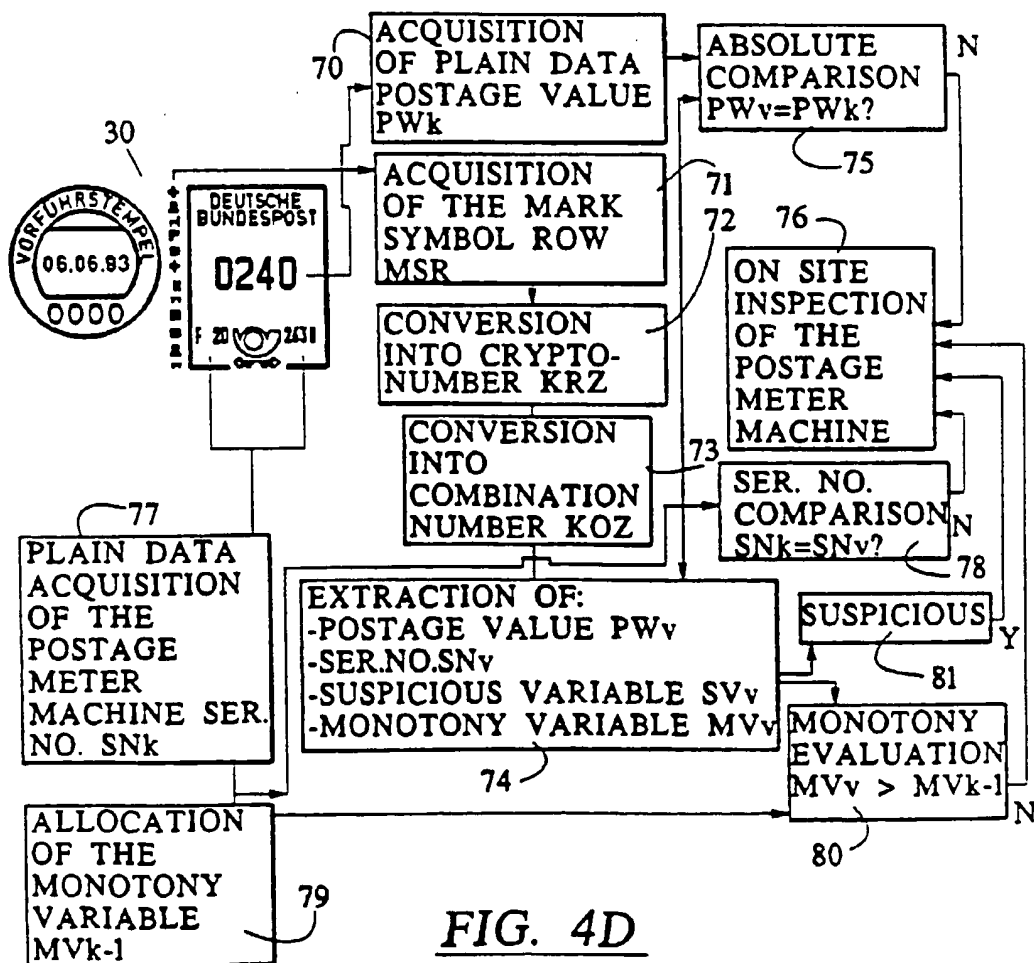 70
ACQUISITION
OF PLAIN DATA
POSTAGE VALUE
PWk
ABSOLUTE
COMPARISON
PWv=PWk?
N
75
30
VORFÜHRSTEMPEL
06.06.83
0000
DEUTSCHE
BUNDESPOST
0240
F 20
ACQUISITION
OF THE MARK
SYMBOL ROW
MSR
71
72
CONVERSION
INTO CRYPTO-
NUMBER KRZ
76
ON SITE
INSPECTION
OF THE
POSTAGE
METER
MACHINE
CONVERSION
INTO
COMBINATION
NUMBER KOZ
73
SER. NO.
COMPARISON
SNk=SNv?
N
78
77
PLAIN DATA
ACQUISITION
OF THE
POSTAGE
METER
MACHINE SER.
NO. SNk
EXTRACTION OF:
-POSTAGE VALUE PWv
-SER.NO.SNv
-SUSPICIOUS VARIABLE SVv
-MONOTONY VARIABLE MVv
74
SUSPICIOUS
Y
81
MONOTONY
EVALUATION
MVv > MVk-1
N
80
ALLOCATION
OF THE
MONOTONY
VARIABLE
MVk-1
79
FIG. 4D